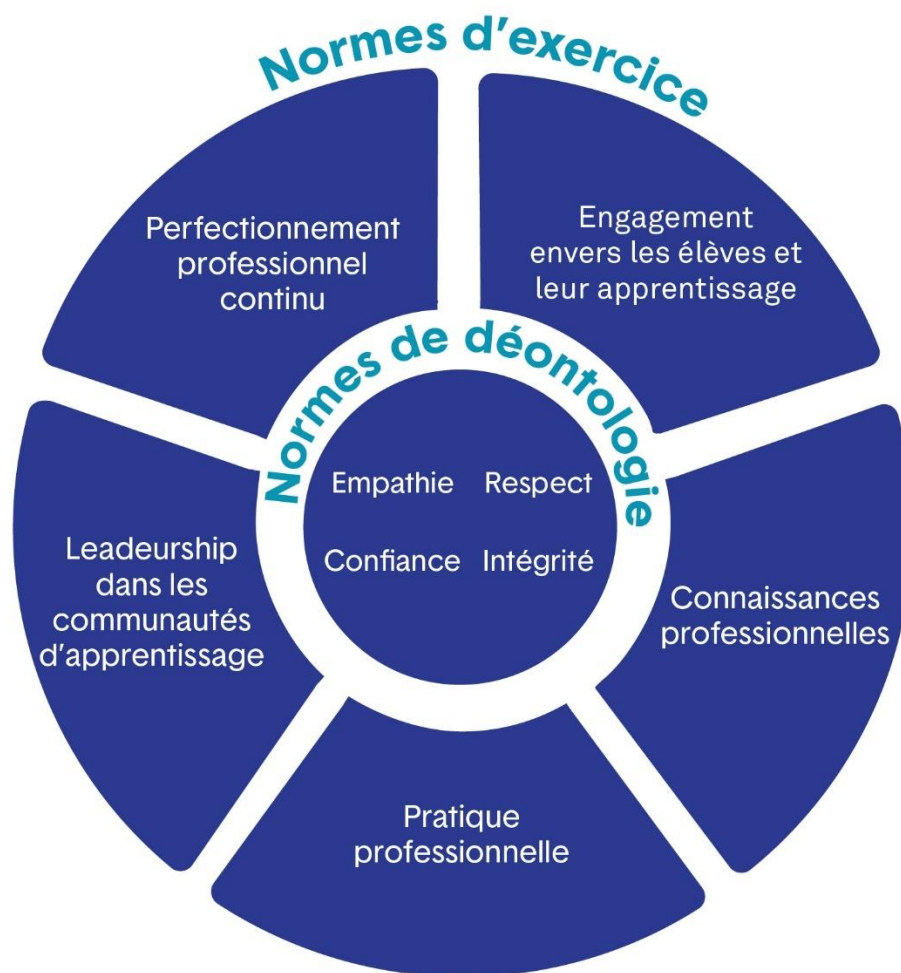 Normes d'exercice
Perfectionnement
professionnel
continu
Engagement
envers les élèves et
leur apprentissage
Normes de déontologie
Empathie Respect
Confiance Intégrité
Leadeurship
dans les
communautés
d'apprentissage
Connaissances
professionnelles
Pratique
professionnelle